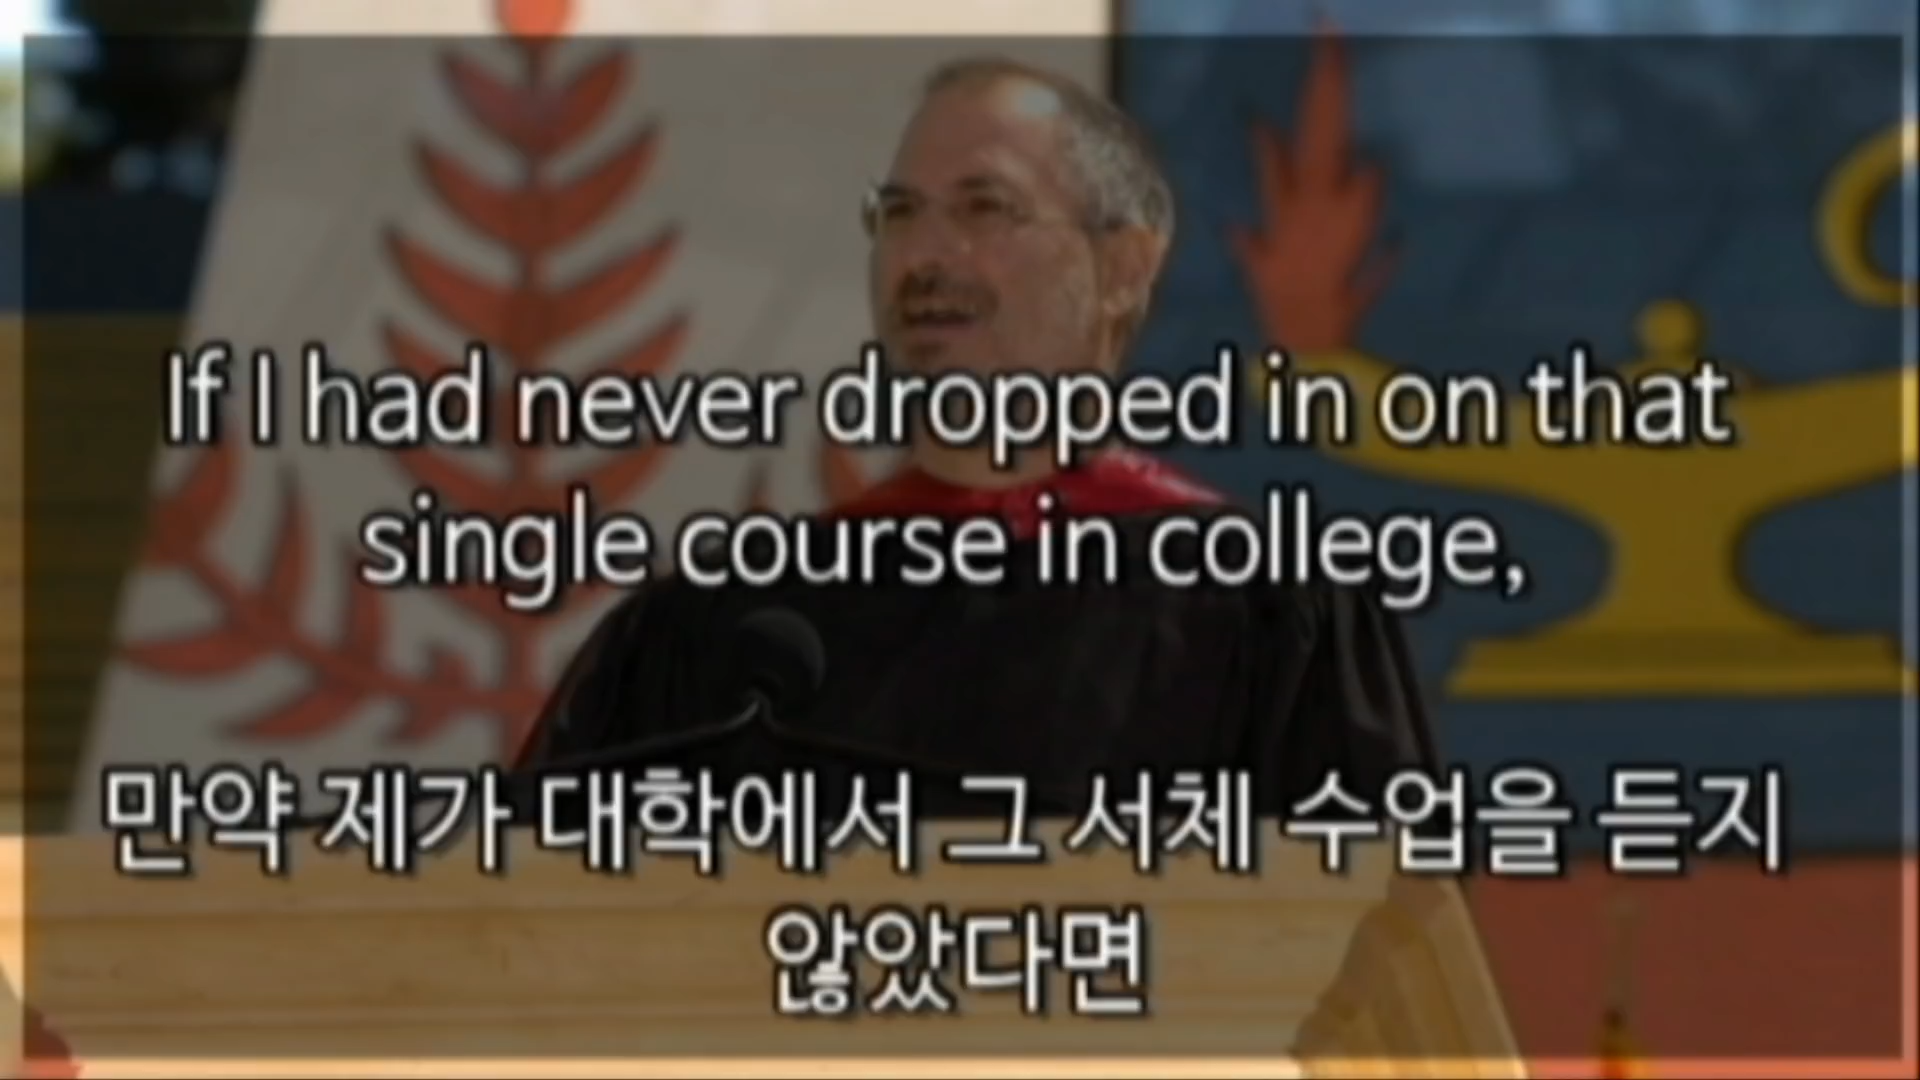 If I had never dropped in on that
single course in college,
만약 제가 대학에서 그 서체 수업을 듣지
않았다면